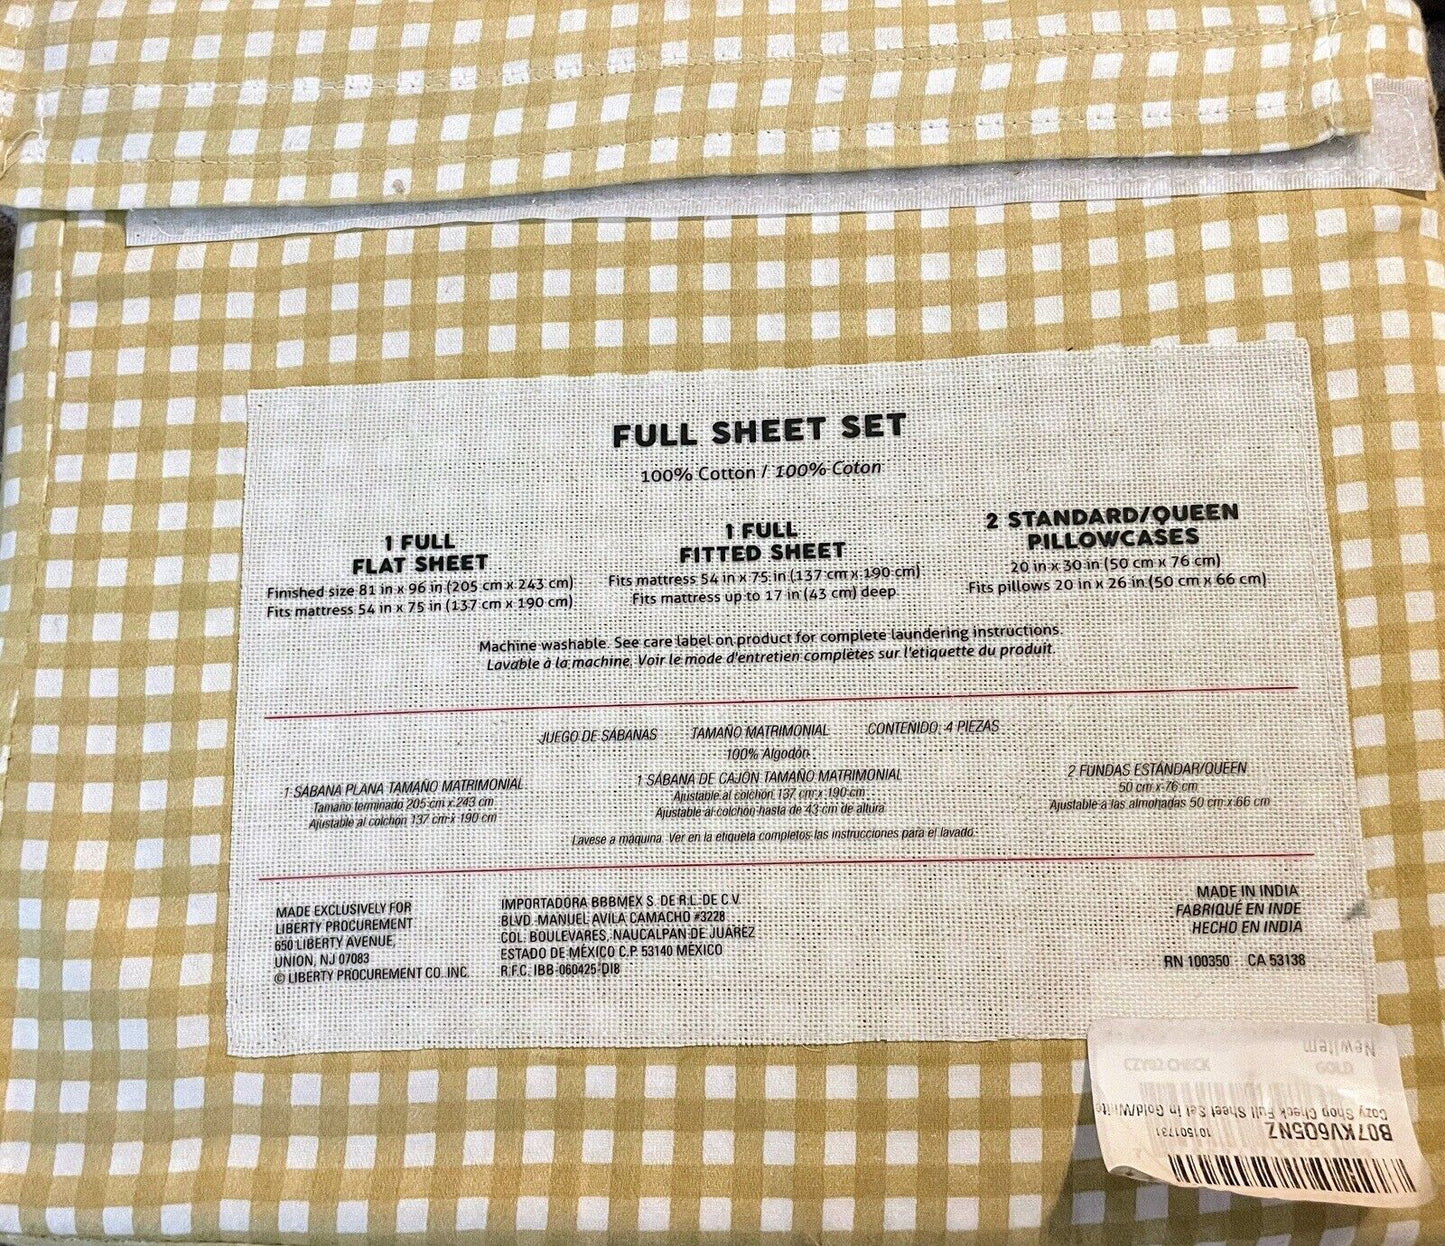 FULL SHEET SET
100% Cotton / 100% Coton
1 FULL
FLAT SHEET
Finished size 81 in x 96 in (205 cm x 243 cm)
Fits mattress 54 in x 75 in (137 cm x 190 cm)
1 FULL
FITTED SHEET
Fits mattress 54 in x 75 in (137 cm x 190 cm)
Fits mattress up to 17 in (43 cm) deep
2 STANDARD/QUEEN
PILLOWCASES
20 in x 30 in (50 cm x 76 cm)
Fits pillows 20 in x 26 in (50 cm x 66 cm)
Machine washable. See care label on product for complete laundering instructions.
Lavable à la machine. Voir le mode d'entretien complètes sur l'etiquette du produit.
JUEGO DE SÁBANAS TAMAÑO MATRIMONIAL CONTENIDO: 4 PIEZAS
100% Algodón
1 SÁBANA PLANA TAMAÑO MATRIMONIAL
Tamaño terminado 205 cm x 243 cm
Ajustable al colchón 137 cm x 190 cm
1 SÁBANA DE CAJÓN TAMAÑO MATRIMONIAL
Ajustable al colchón 137 cm x 190 cm
Ajustable al colchón hasta de 43 cm de altura
2 FUNDAS ESTÁNDAR/QUEEN
50 cm x 76 cm
Ajustable a las almohadas 50 cm x 66 cm
Lavese a máquina. Ver en la etiqueta completos las instrucciones para el lavado.
MADE EXCLUSIVELY FOR
LIBERTY PROCUREMENT
650 LIBERTY AVENUE,
UNION, NJ 07083
© LIBERTY PROCUREMENT CO. INC.
IMPORTADORA BBBMEX S. DE R.L. DE C.V.
BLVD. MANUEL AVILA CAMACHO #3228
COL. BOULEVARES, NAUCALPAN DE JUÁREZ
ESTADO DE MÉXICO C.P. 53140 MÉXICO
R.F.C. IBB-060425-DI8
MADE IN INDIA
FABRIQUÉ EN INDE
HECHO EN INDIA
RN 100350 CA 53138
B07KV6Q5NZ
101501731
Cozy Shop Check Full Sheet Set in Gold/White
NewItem
CHECK
GOLD